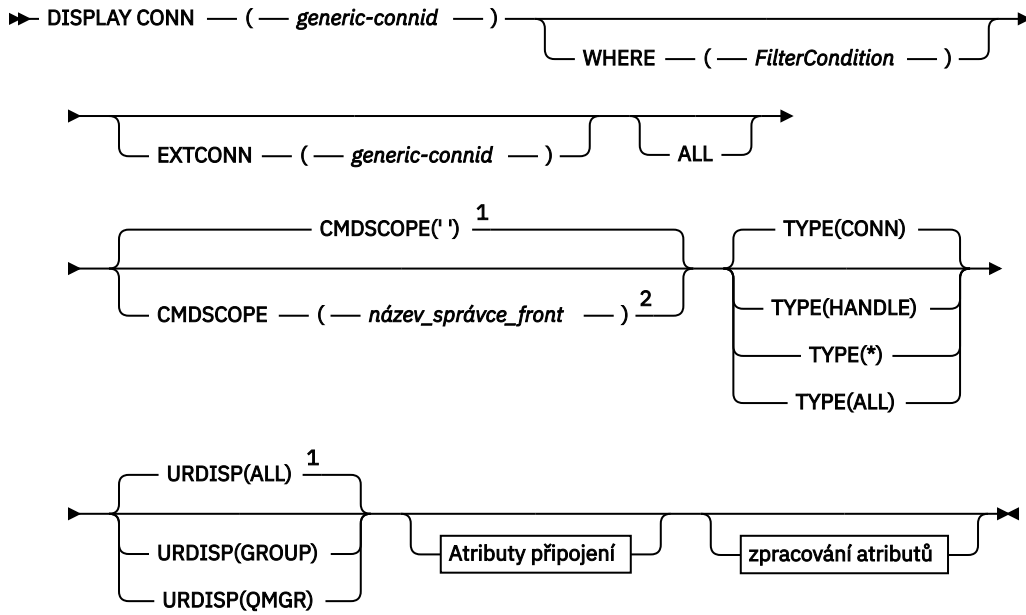 DISPLAY CONN ( generic-connid )
WHERE ( FilterCondition )
EXTCONN ( generic-connid )
ALL
CMDSCOPE(' ') 1
CMDSCOPE ( název_správce_front ) 2
TYPE(CONN)
TYPE(HANDLE)
TYPE(*)
TYPE(ALL)
URDISP(ALL) 1
URDISP(GROUP)
URDISP(QMGR)
Atributy připojení
zpracování atributů